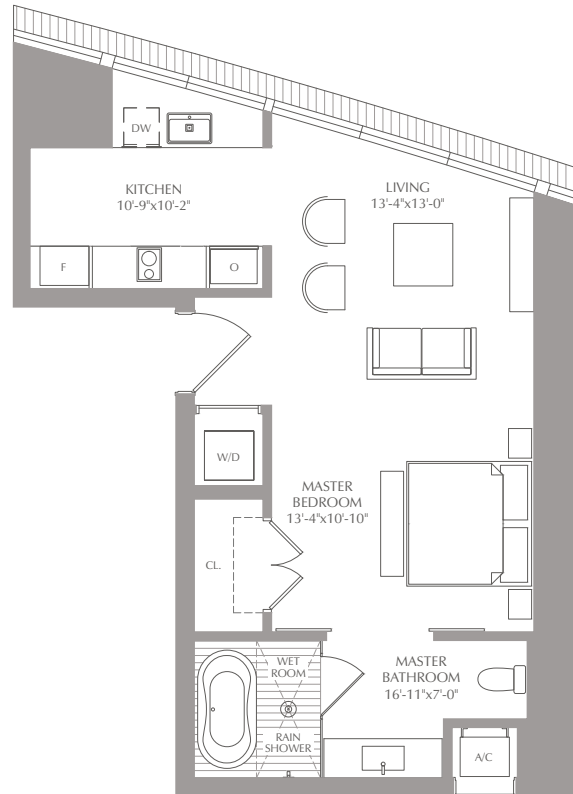 DW
KITCHEN
10'-9"x10'-2"
LIVING
13'-4"x13'-0"
F
O
W/D
MASTER
BEDROOM
13'-4"x10'-10"
CL.
WET
ROOM
MASTER
BATHROOM
16'-11"x7'-0"
RAIN
SHOWER
A/C